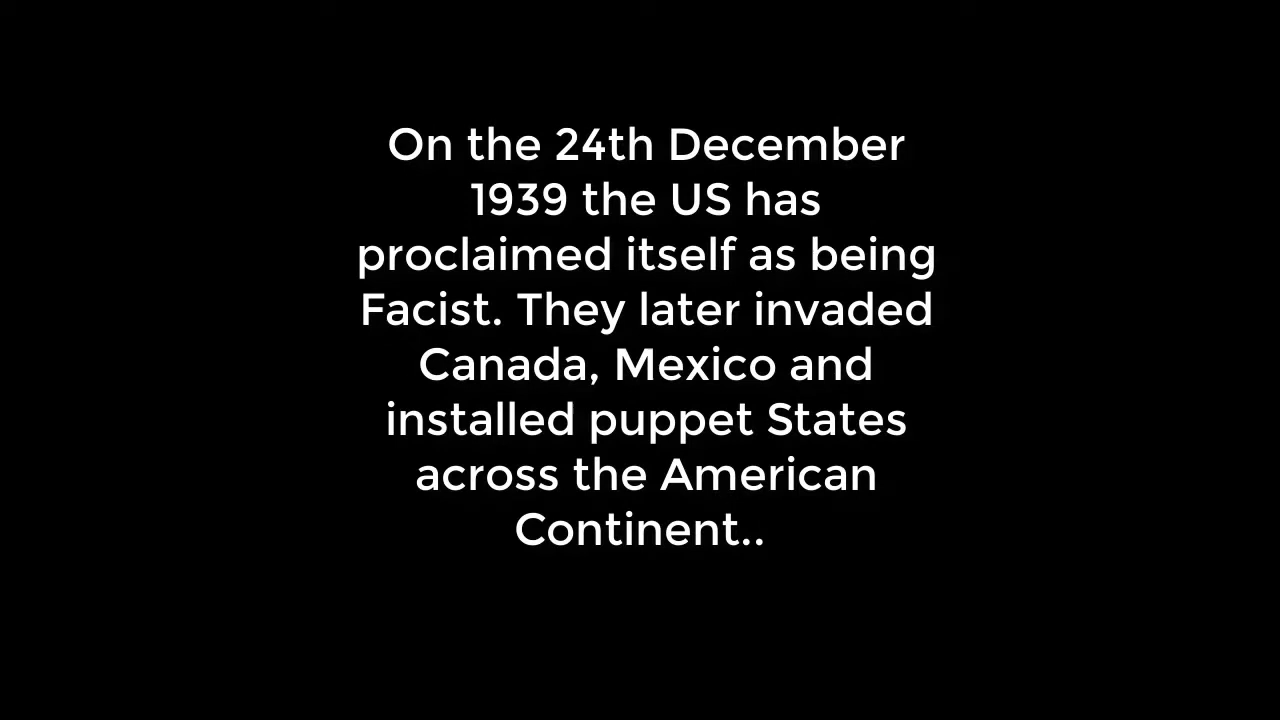 On the 24th December
1939 the US has
proclaimed itself as being
Facist. They later invaded
Canada, Mexico and
installed puppet States
across the American
Continent..